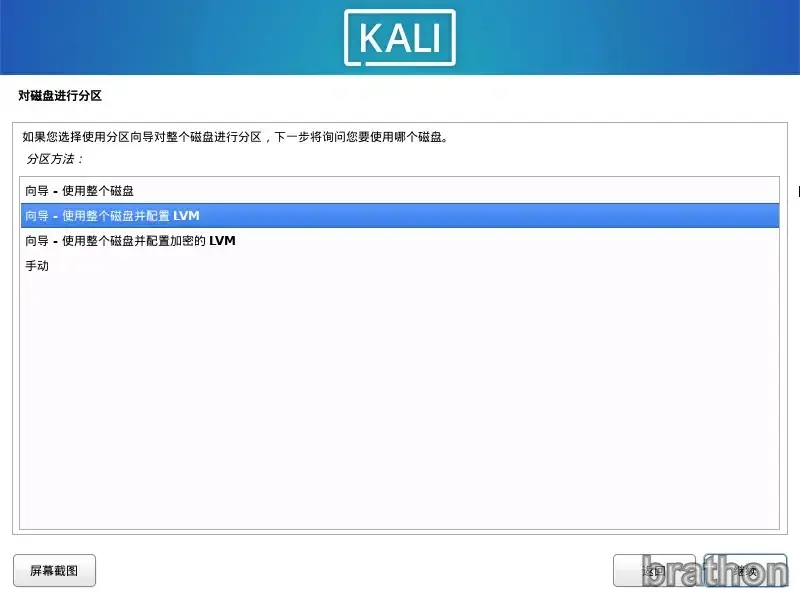 KALI
对磁盘进行分区
如果您选择使用分区向导对整个磁盘进行分区，下一步将询问您要使用哪个磁盘。
分区方法：
向导 - 使用整个磁盘
向导 - 使用整个磁盘并配置 LVM
向导 - 使用整个磁盘并配置加密的 LVM
手动
屏幕截图
返回
继续
brathon